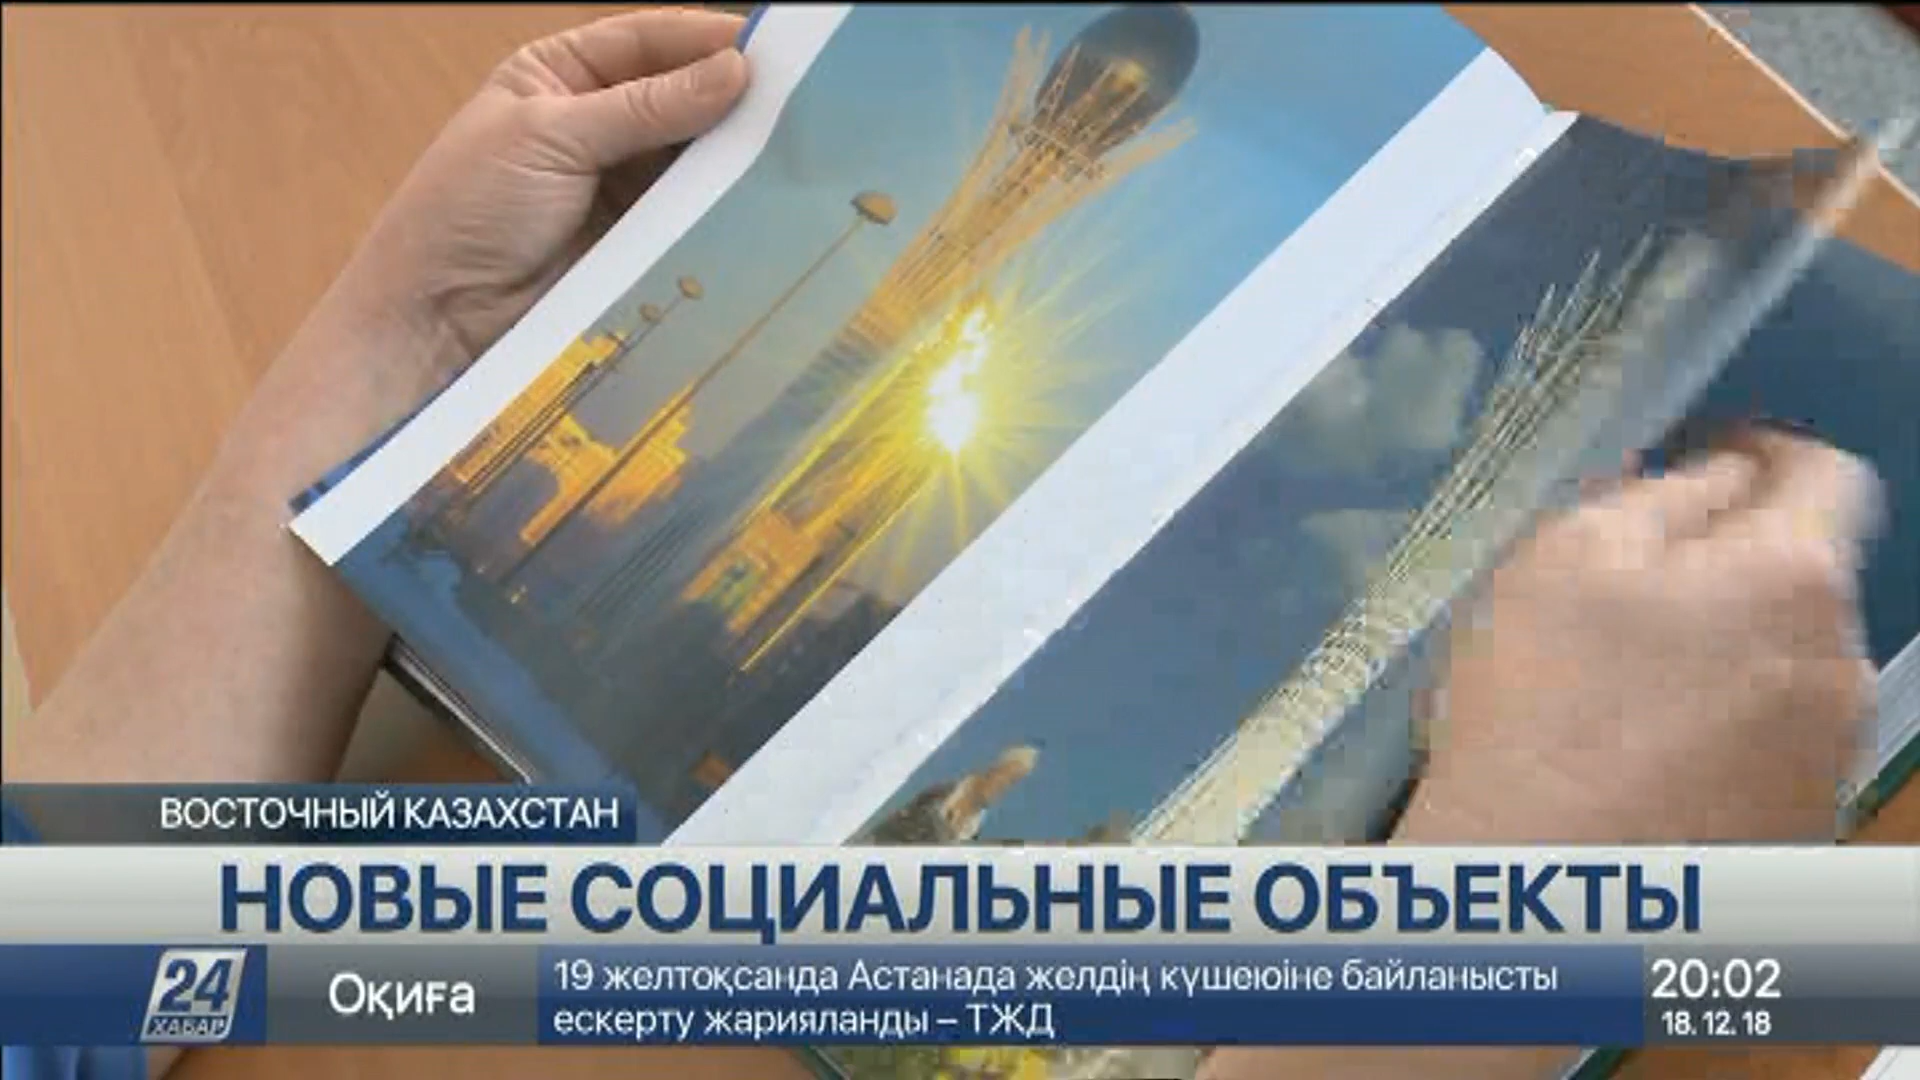 ВОСТОЧНЫЙ КАЗАХСТАН
НОВЫЕ СОЦИАЛЬНЫЕ ОБЪЕКТЫ
24
ХАБАР
Оқиға
19 желтоқсанда Астанада желдің күшеюіне байланысты
ескерту жарияланды – ТЖД
20:02
18.12.18